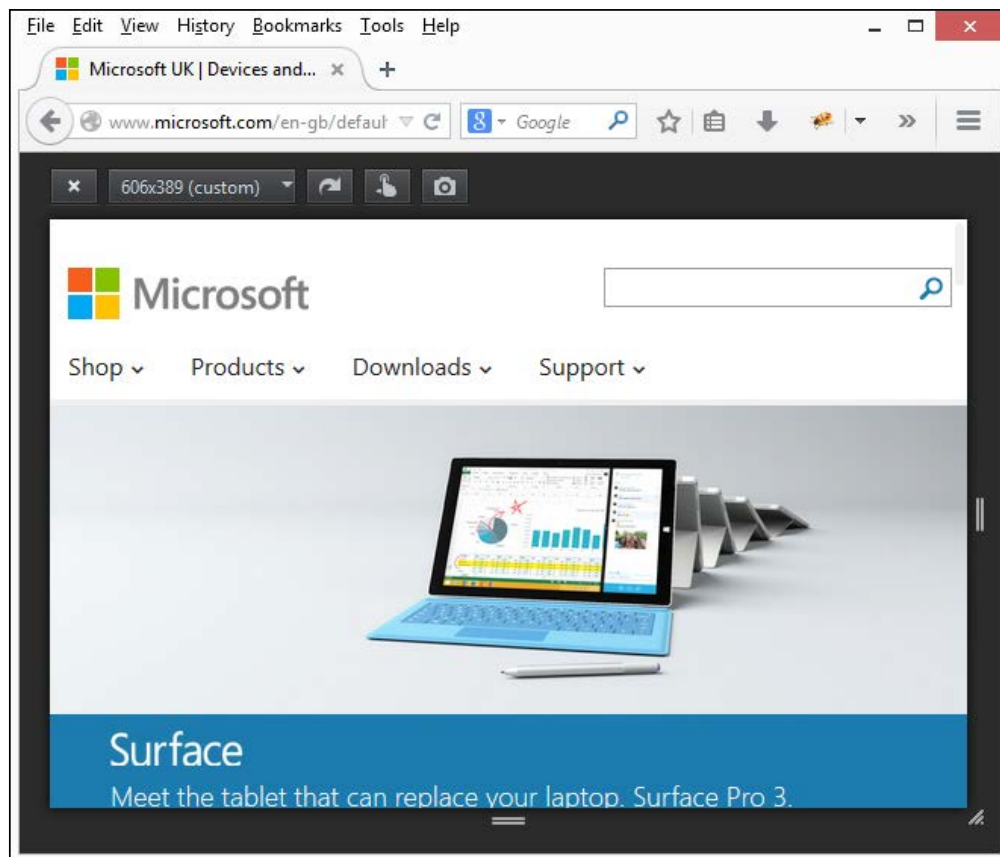 File Edit View History Bookmarks Tools Help
Microsoft UK | Devices and...
www.microsoft.com/en-gb/defaul
Google
606x389 (custom)
Microsoft
Shop Products Downloads Support
Surface
Meet the tablet that can replace your laptop. Surface Pro 3.